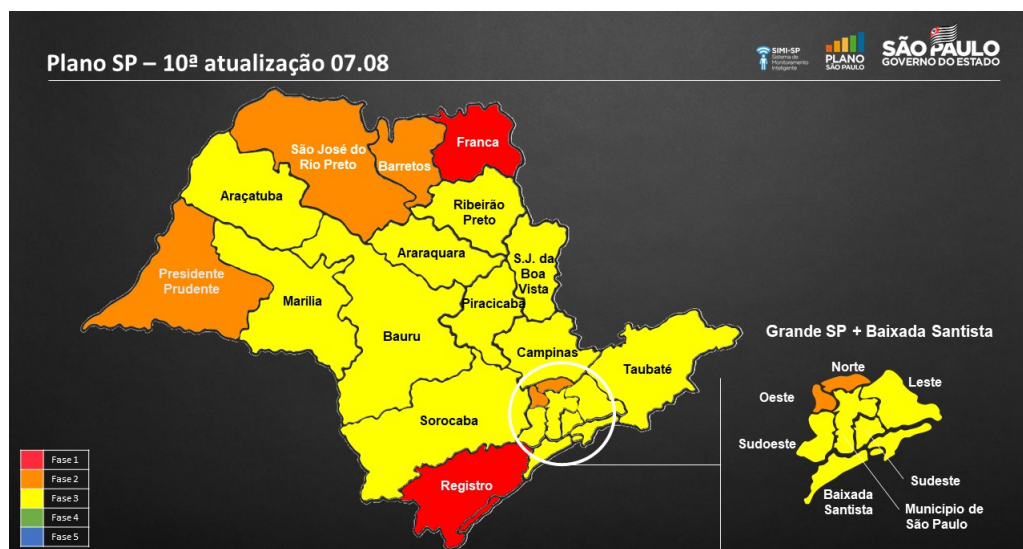 Plano SP – 10ª atualização 07.08
SIMI-SP
Sistema de
Monitoramento
Inteligente
PLANO
SÃO PAULO
SÃO PAULO
GOVERNO DO ESTADO
Franca
São José do
Rio Preto
Barretos
Araçatuba
Ribeirão
Preto
Araraquara
S.J. da
Boa
Vista
Presidente
Prudente
Marília
Piracicaba
Bauru
Campinas
Taubaté
Sorocaba
Registro
Grande SP + Baixada Santista
Norte
Leste
Oeste
Sudoeste
Sudeste
Baixada
Santista
Município de
São Paulo
Fase 1
Fase 2
Fase 3
Fase 4
Fase 5